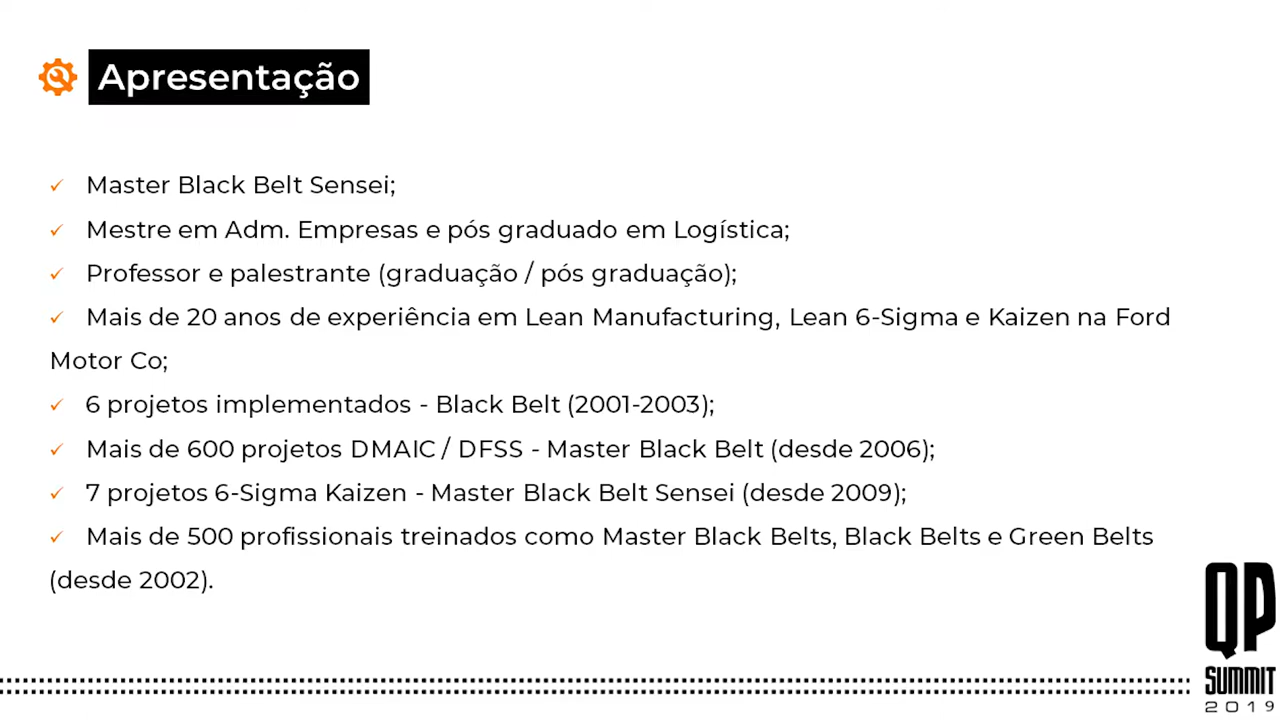 Apresentação
✓ Master Black Belt Sensei;
✓ Mestre em Adm. Empresas e pós graduado em Logística;
✓ Professor e palestrante (graduação / pós graduação);
✓ Mais de 20 anos de experiência em Lean Manufacturing, Lean 6-Sigma e Kaizen na Ford
Motor Co;
✓ 6 projetos implementados - Black Belt (2001-2003);
✓ Mais de 600 projetos DMAIC / DFSS - Master Black Belt (desde 2006);
✓ 7 projetos 6-Sigma Kaizen - Master Black Belt Sensei (desde 2009);
✓ Mais de 500 profissionais treinados como Master Black Belts, Black Belts e Green Belts
(desde 2002).
QP
SUMMIT
2019